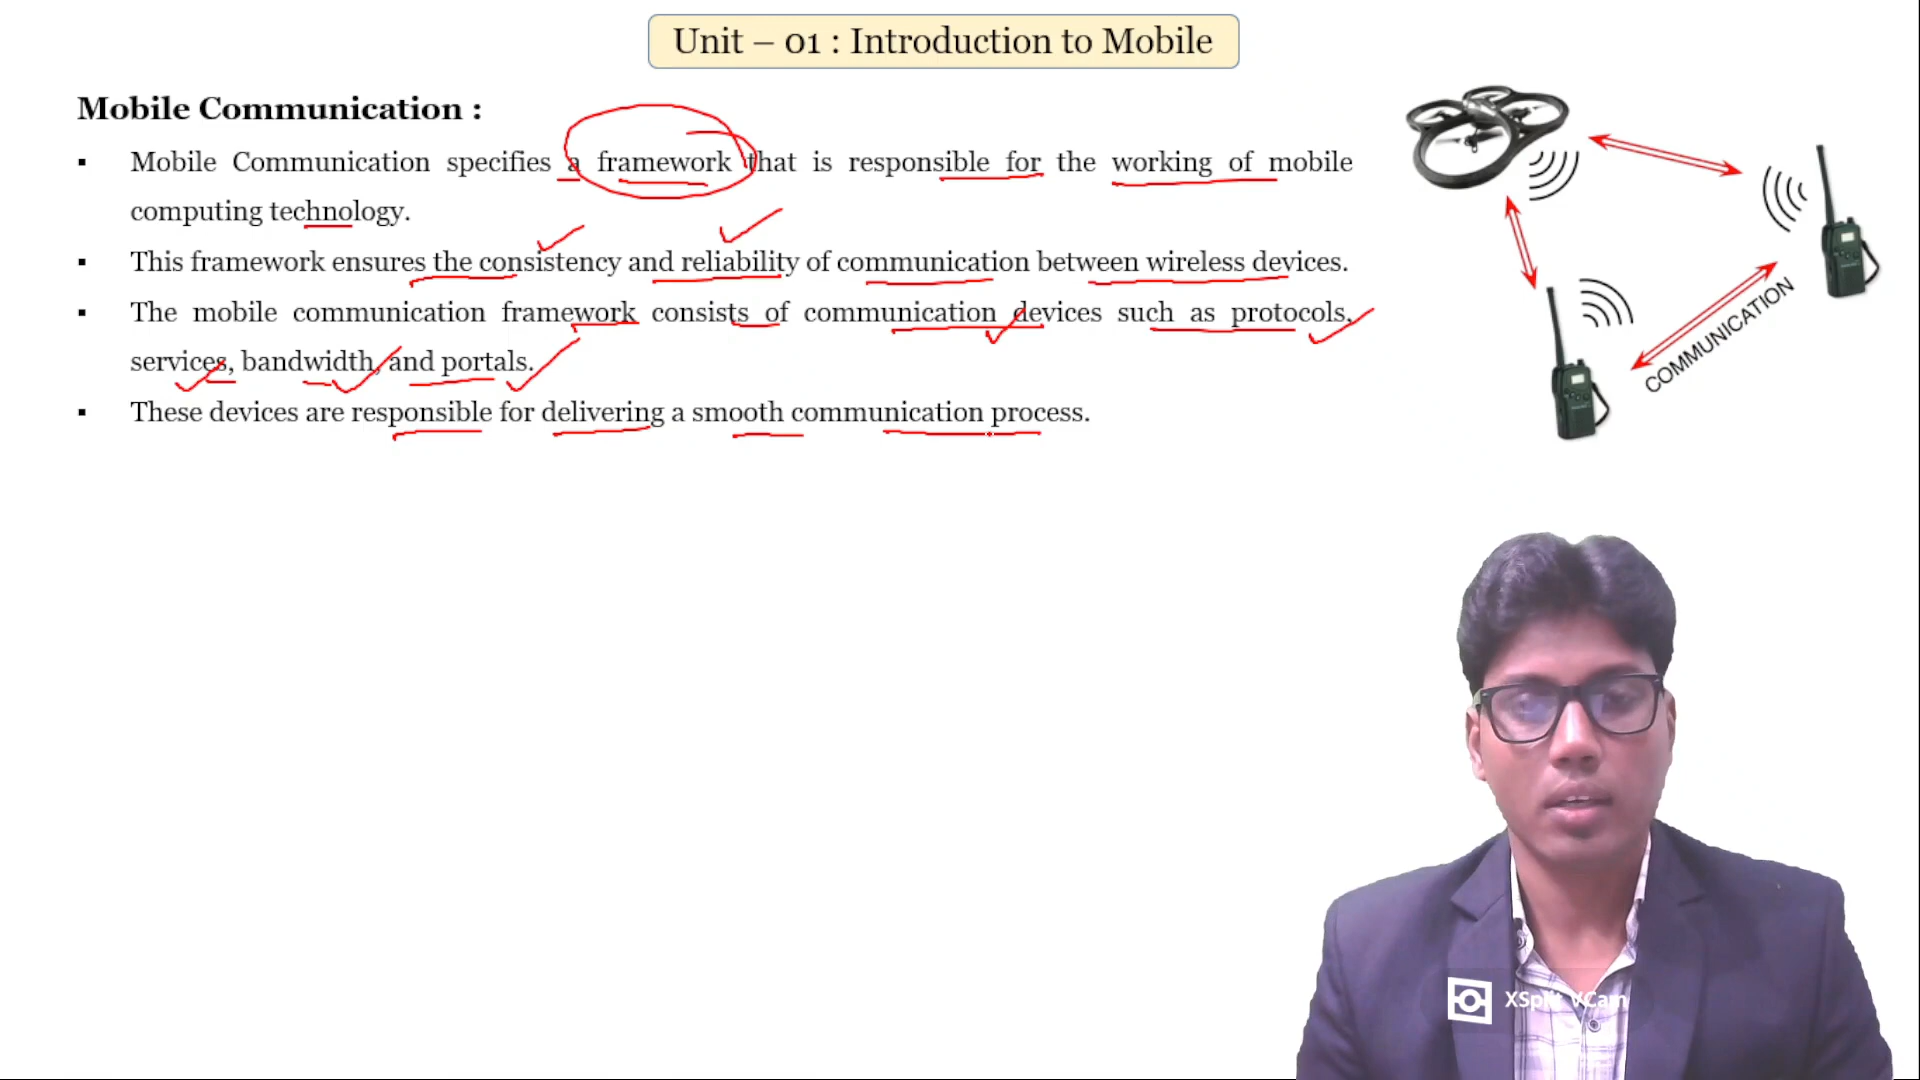 Unit – 01 : Introduction to Mobile
Mobile Communication :
▪ Mobile Communication specifies a framework that is responsible for the working of mobile
computing technology.
▪ This framework ensures the consistency and reliability of communication between wireless devices.
▪ The mobile communication framework consists of communication devices such as protocols,
services, bandwidth, and portals.
▪ These devices are responsible for delivering a smooth communication process.
COMMUNICATION
XSplit VCam